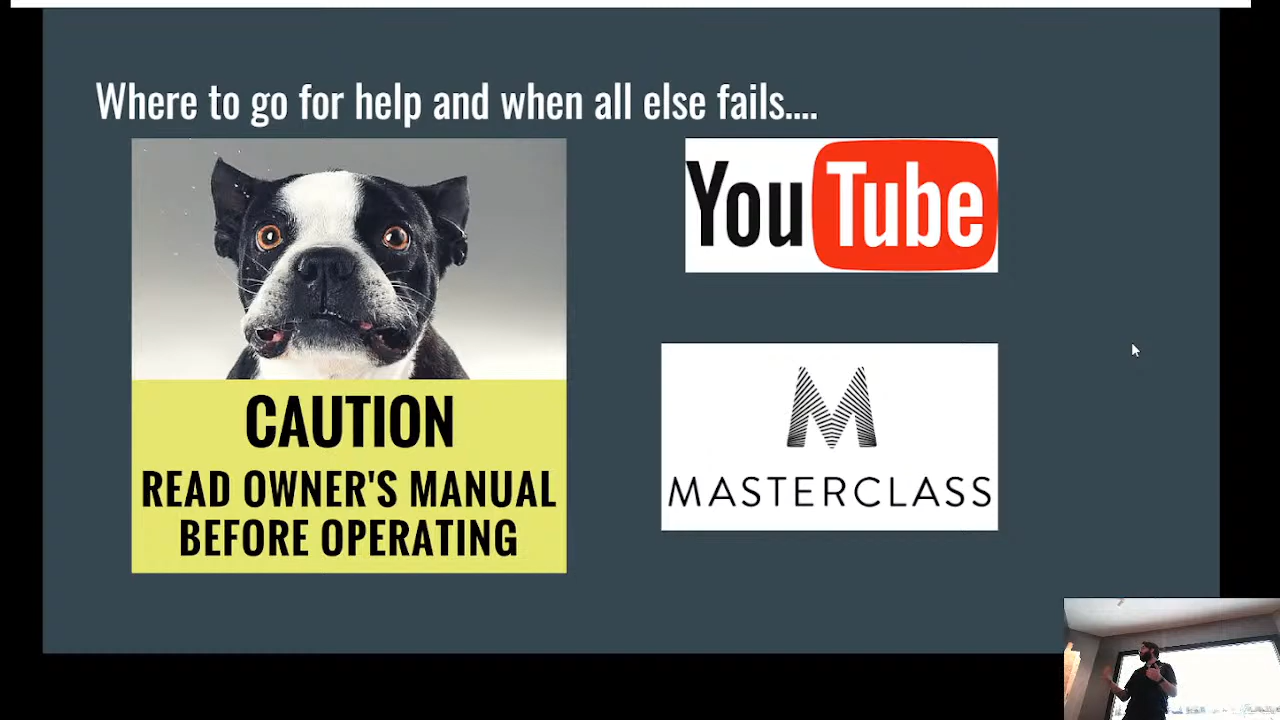 Where to go for help and when all else fails....
YouTube
CAUTION
READ OWNER'S MANUAL
BEFORE OPERATING
M
MASTERCLASS